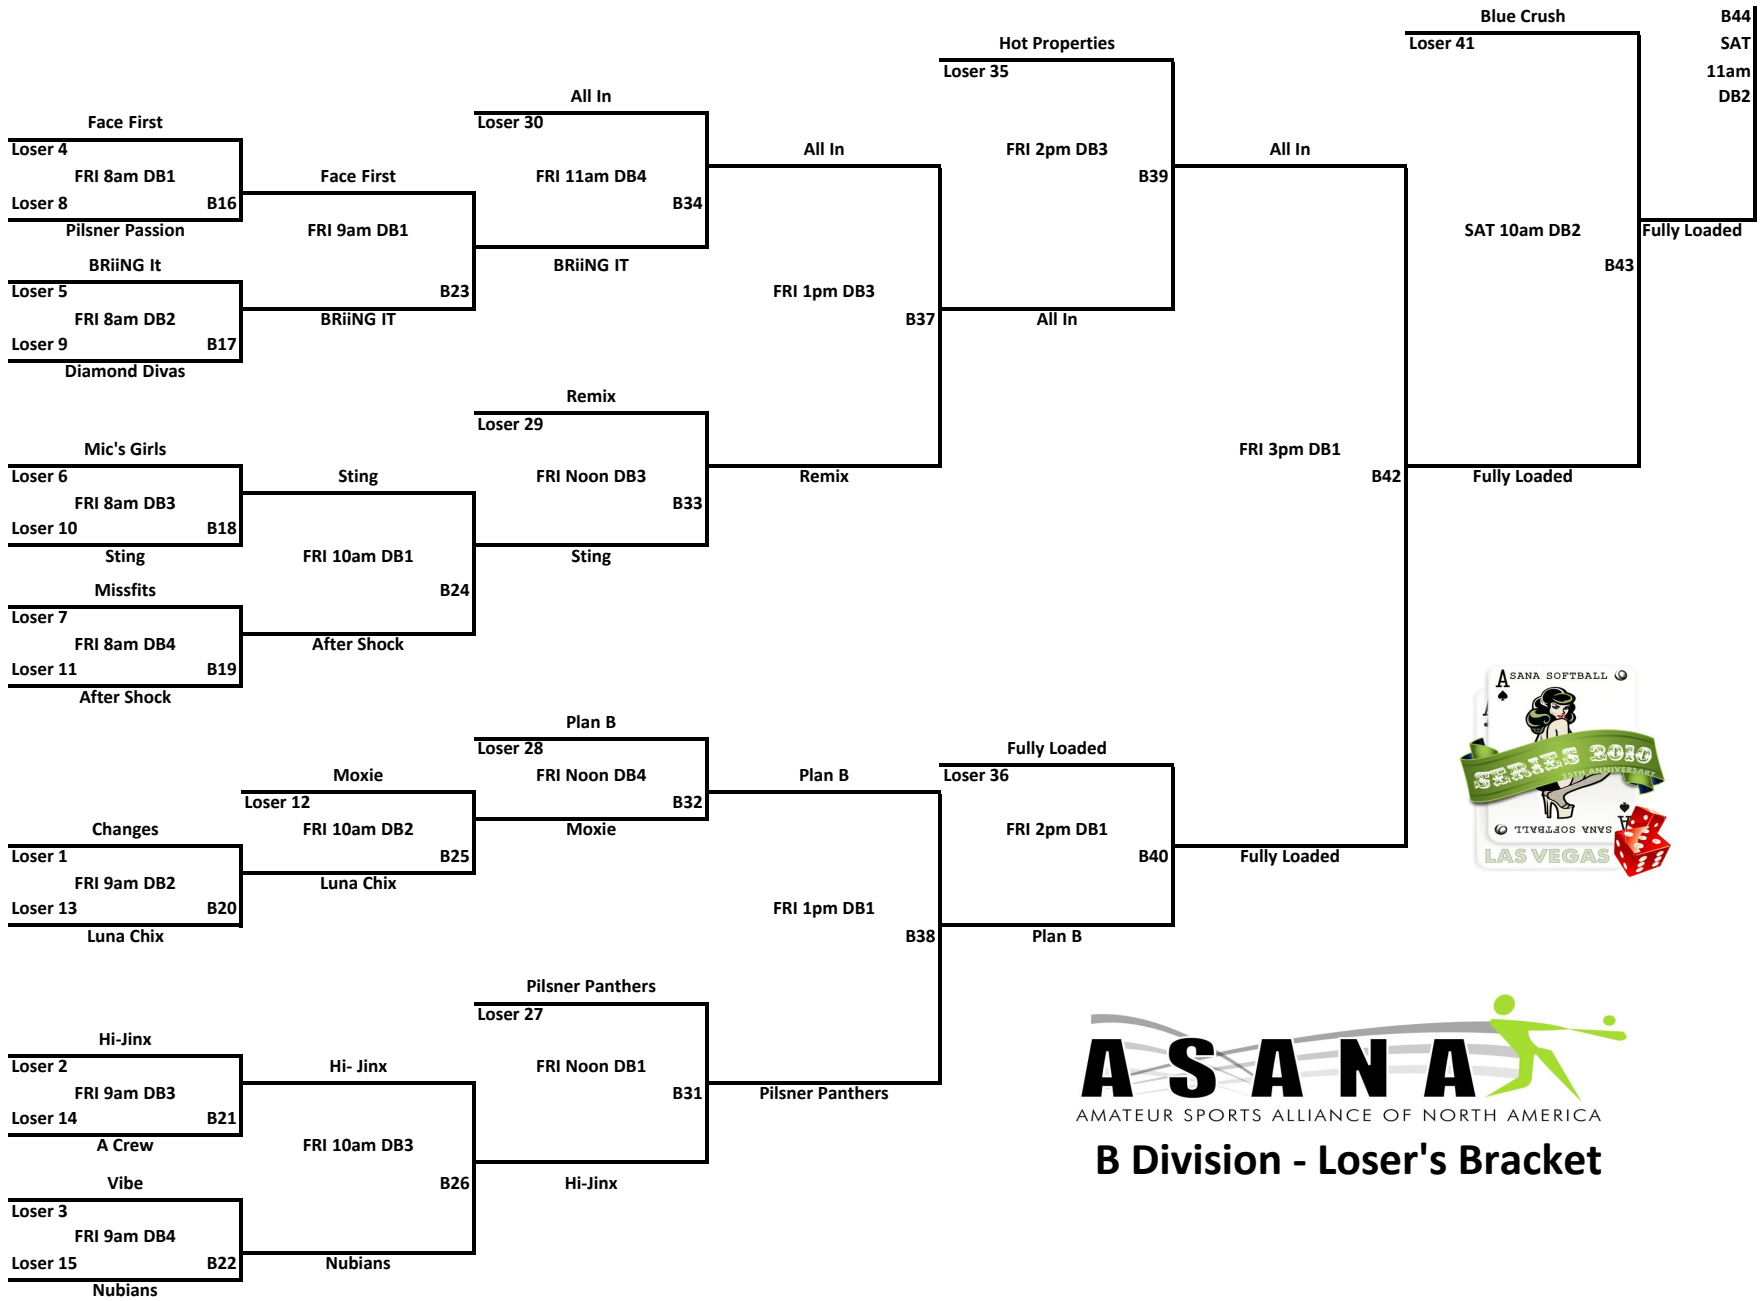 Blue Crush
B44
Loser 41
SAT
11am
DB2
Hot Properties
Loser 35
All In
Loser 30
Face First
Loser 4
FRI 8am DB1
Loser 8
B16
Pilsner Passion
Face First
FRI 9am DB1
FRI 11am DB4
B34
All In
FRI 2pm DB3
B39
All In
SAT 10am DB2
Fully Loaded
B43
BRiiNG It
Loser 5
FRI 8am DB2
Loser 9
B17
Diamond Divas
B23
BRiiNG IT
BRiiNG IT
FRI 1pm DB3
B37
All In
Remix
Loser 29
Mic's Girls
Loser 6
FRI 8am DB3
Loser 10
B18
Sting
Sting
FRI 10am DB1
FRI Noon DB3
B33
Sting
Remix
FRI 3pm DB1
B42
Fully Loaded
Missfits
Loser 7
FRI 8am DB4
Loser 11
B19
After Shock
B24
After Shock
Plan B
Loser 28
FRI Noon DB4
B32
Moxie
Moxie
Loser 12
FRI 10am DB2
B25
Luna Chix
Changes
Loser 1
FRI 9am DB2
Loser 13
B20
Luna Chix
Plan B
Fully Loaded
Loser 36
FRI 2pm DB1
B40
Fully Loaded
FRI 1pm DB1
B38
Plan B
Pilsner Panthers
Loser 27
FRI Noon DB1
B31
Pilsner Panthers
Hi-Jinx
Loser 2
FRI 9am DB3
Loser 14
B21
A Crew
Hi- Jinx
FRI 10am DB3
B26
Hi-Jinx
Vibe
Loser 3
FRI 9am DB4
Loser 15
B22
Nubians
Nubians
A
SANA SOFTBALL
SERIES 2010
25TH ANNIVERSARY
A
SANA SOFTBALL
LAS VEGAS
ASANA
AMATEUR SPORTS ALLIANCE OF NORTH AMERICA
B Division - Loser's Bracket